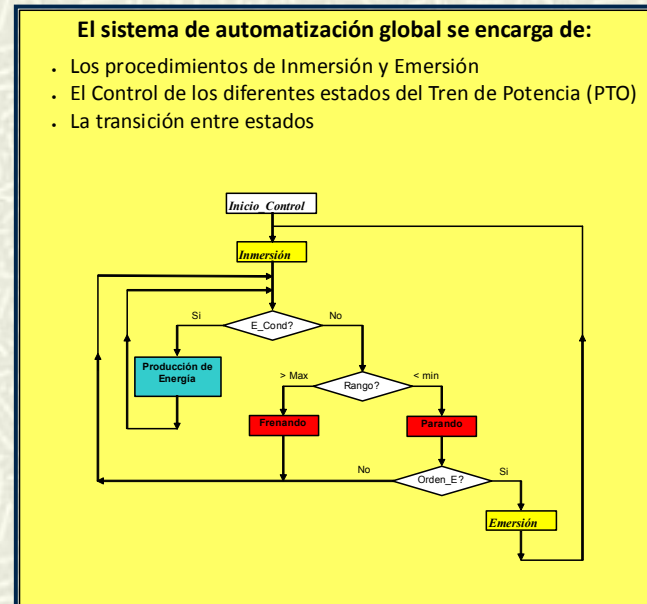 El sistema de automatización global se encarga de:
• Los procedimientos de Inmersión y Emersión
• El Control de los diferentes estados del Tren de Potencia (PTO)
• La transición entre estados
Inicio_Control
Inmersión
Si
E_Cond?
No
Producción de
Energía
> Max
Rango?
< min
Frenando
Parando
No
Orden_E?
Si
Emersión